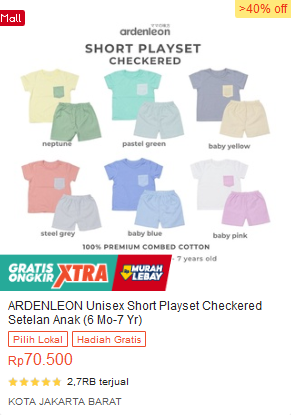 >40% off
Mall
ardenleon
SHORT PLAYSET
CHECKERED
neptune
pastel green
baby yellow
steel grey
baby blue
baby pink
100% PREMIUM COMBED COTTON
- 7 years old
GRATIS
ONGKIR
XTRA
MURAH
LEBAY
ARDENLEON Unisex Short Playset Checkered
Setelan Anak (6 Mo-7 Yr)
Pilih Lokal
Hadiah Gratis
Rp70.500
2,7RB terjual
KOTA JAKARTA BARAT